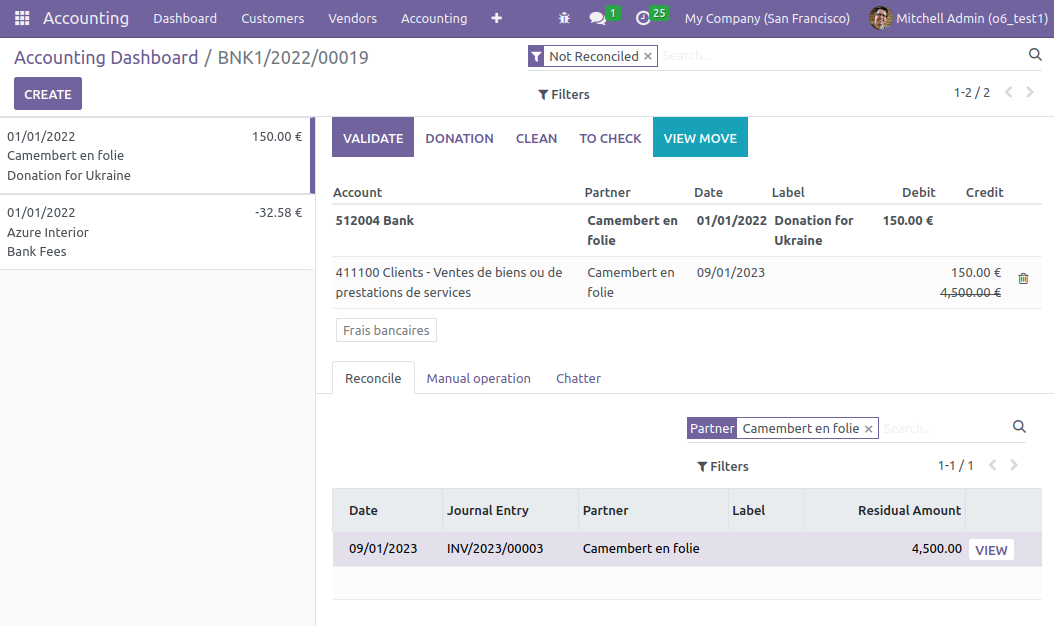 Accounting Dashboard Customers Vendors Accounting + 1 25 My Company (San Francisco) Mitchell Admin (o6_test1)
Accounting Dashboard / BNK1/2022/00019
Not Reconciled × Search...
CREATE
Filters
1-2 / 2
01/01/2022 150.00 €
Camembert en folie
Donation for Ukraine
01/01/2022 -32.58 €
Azure Interior
Bank Fees
VALIDATE DONATION CLEAN TO CHECK VIEW MOVE
Account Partner Date Label Debit Credit
512004 Bank Camembert en 01/01/2022 Donation for 150.00 €
folie Ukraine
411100 Clients - Ventes de biens ou de Camembert en 09/01/2023 150.00 €
prestations de services folie 4,500.00 €
Frais bancaires
Reconcile Manual operation Chatter
Partner Camembert en folie × Search...
Filters 1-1 / 1
Date Journal Entry Partner Label Residual Amount
09/01/2023 INV/2023/00003 Camembert en folie 4,500.00 VIEW